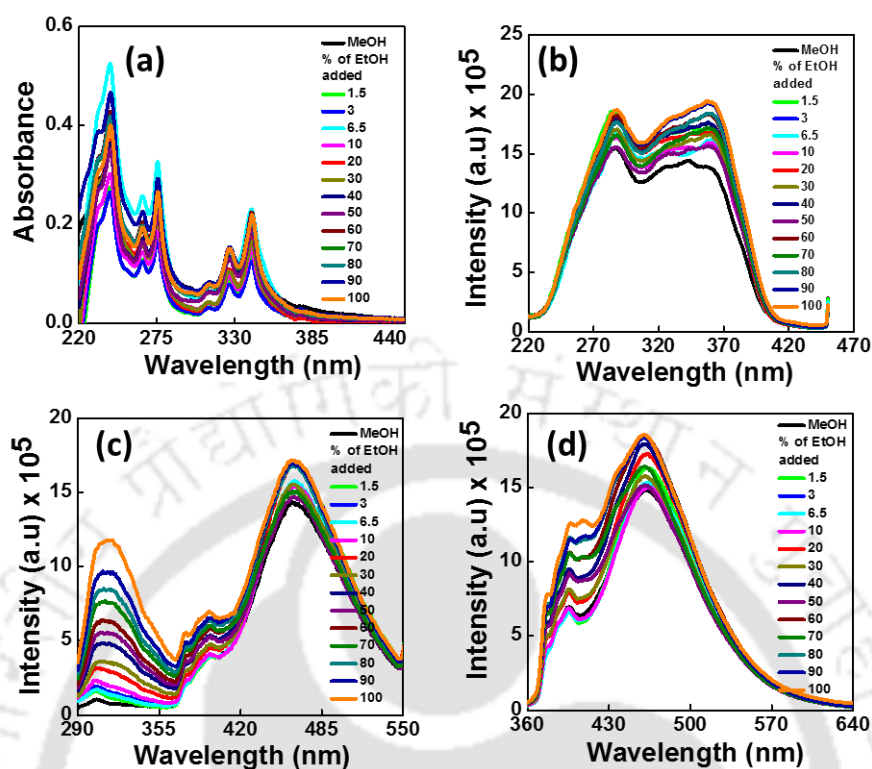 (a)
0.6
0.4
0.2
0.0
Absorbance
220 275 330 385 440
Wavelength (nm)
MeOH
% of EtOH
added
1.5
3
6.5
10
20
30
40
50
60
70
80
90
100
(b)
25
20
15
10
5
0
Intensity (a.u) x 10⁵
220 270 320 370 420 470
Wavelength (nm)
MeOH
% of EtOH
added
1.5
3
6.5
10
20
30
40
50
60
70
80
90
100
(c)
20
15
10
5
0
Intensity (a.u) x 10⁵
290 355 420 485 550
Wavelength (nm)
MeOH
% of EtOH
added
1.5
3
6.5
10
20
30
40
50
60
70
80
90
100
(d)
20
15
10
5
0
Intensity (a.u) x 10⁵
360 430 500 570 640
Wavelength (nm)
MeOH
% of EtOH
added
1.5
3
6.5
10
20
30
40
50
60
70
80
90
100